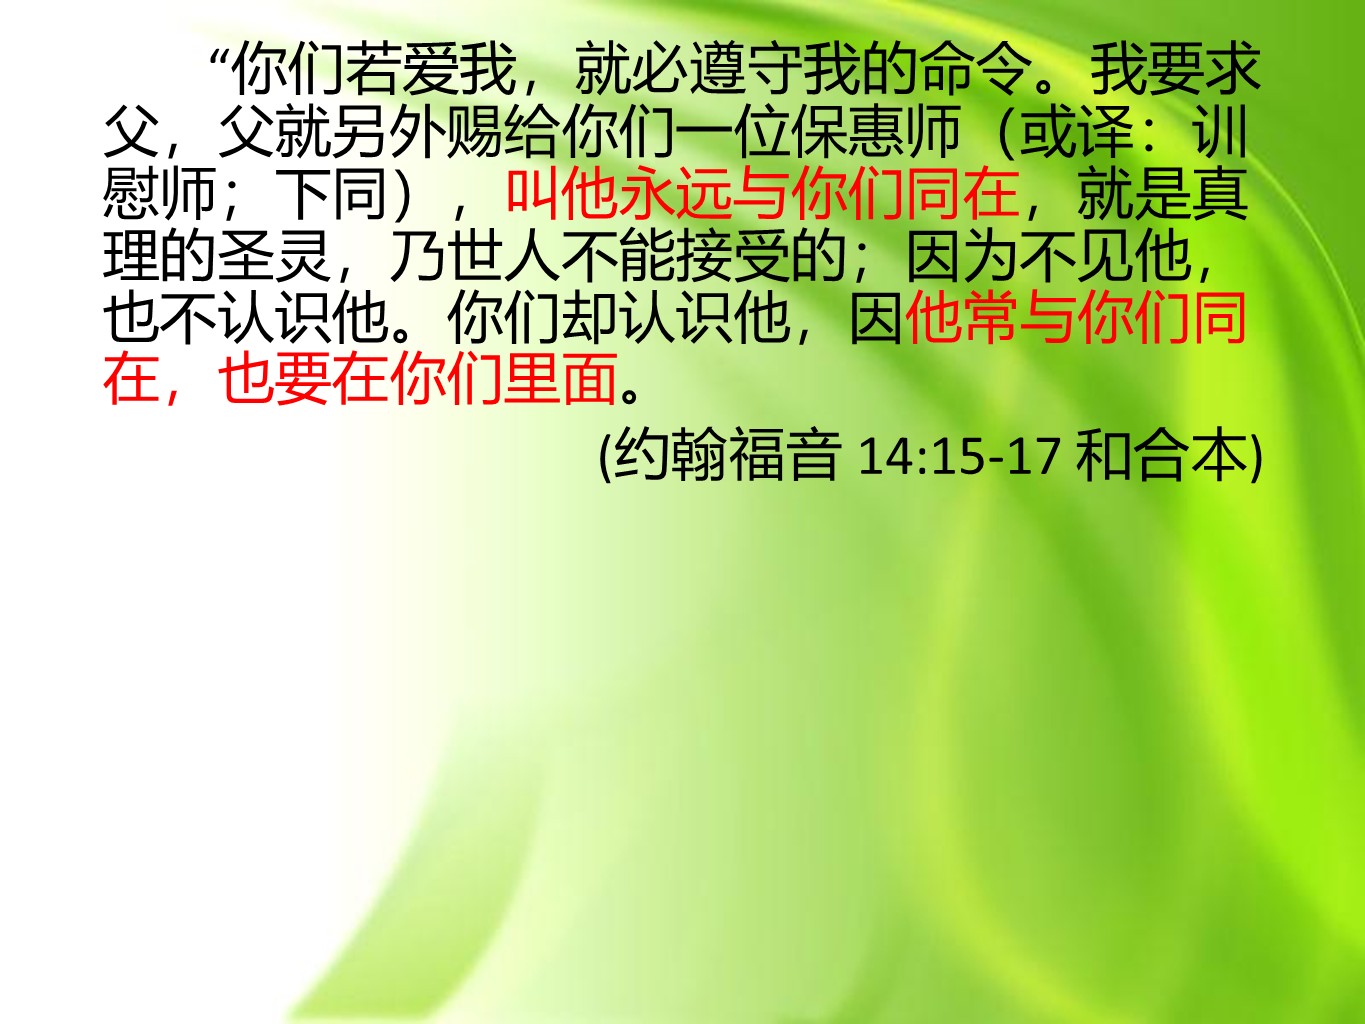 “你们若爱我，就必遵守我的命令。我要求
父，父就另外赐给你们一位保惠师（或译：训
慰师；下同），叫他永远与你们同在，就是真
理的圣灵，乃世人不能接受的；因为不见他，
也不认识他。你们却认识他，因他常与你们同
在，也要在你们里面。
(约翰福音 14:15-17 和合本)